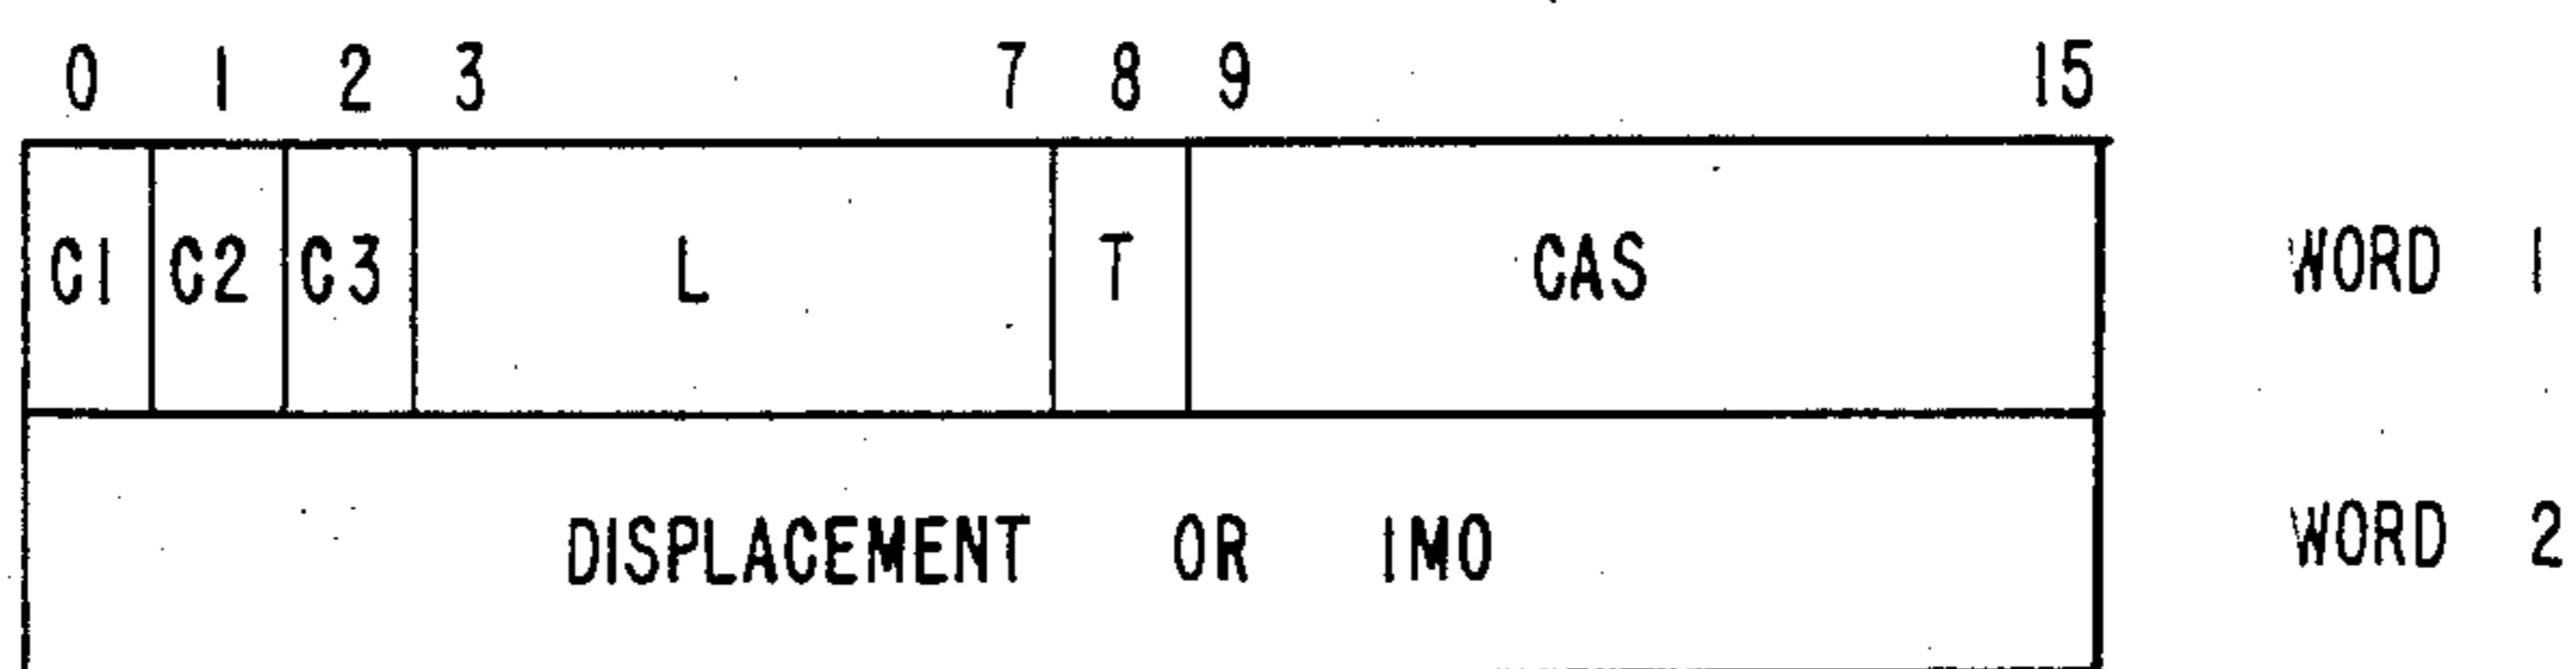 0 1 2 3 7 8 9 15
C1 C2 C3 L T CAS WORD 1
DISPLACEMENT OR IMO WORD 2